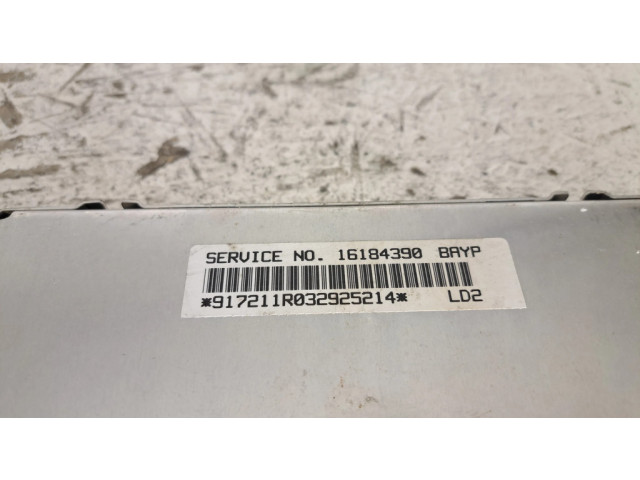 SERVICE NO. 16184390 BAYP
*917211R032925214* LD2